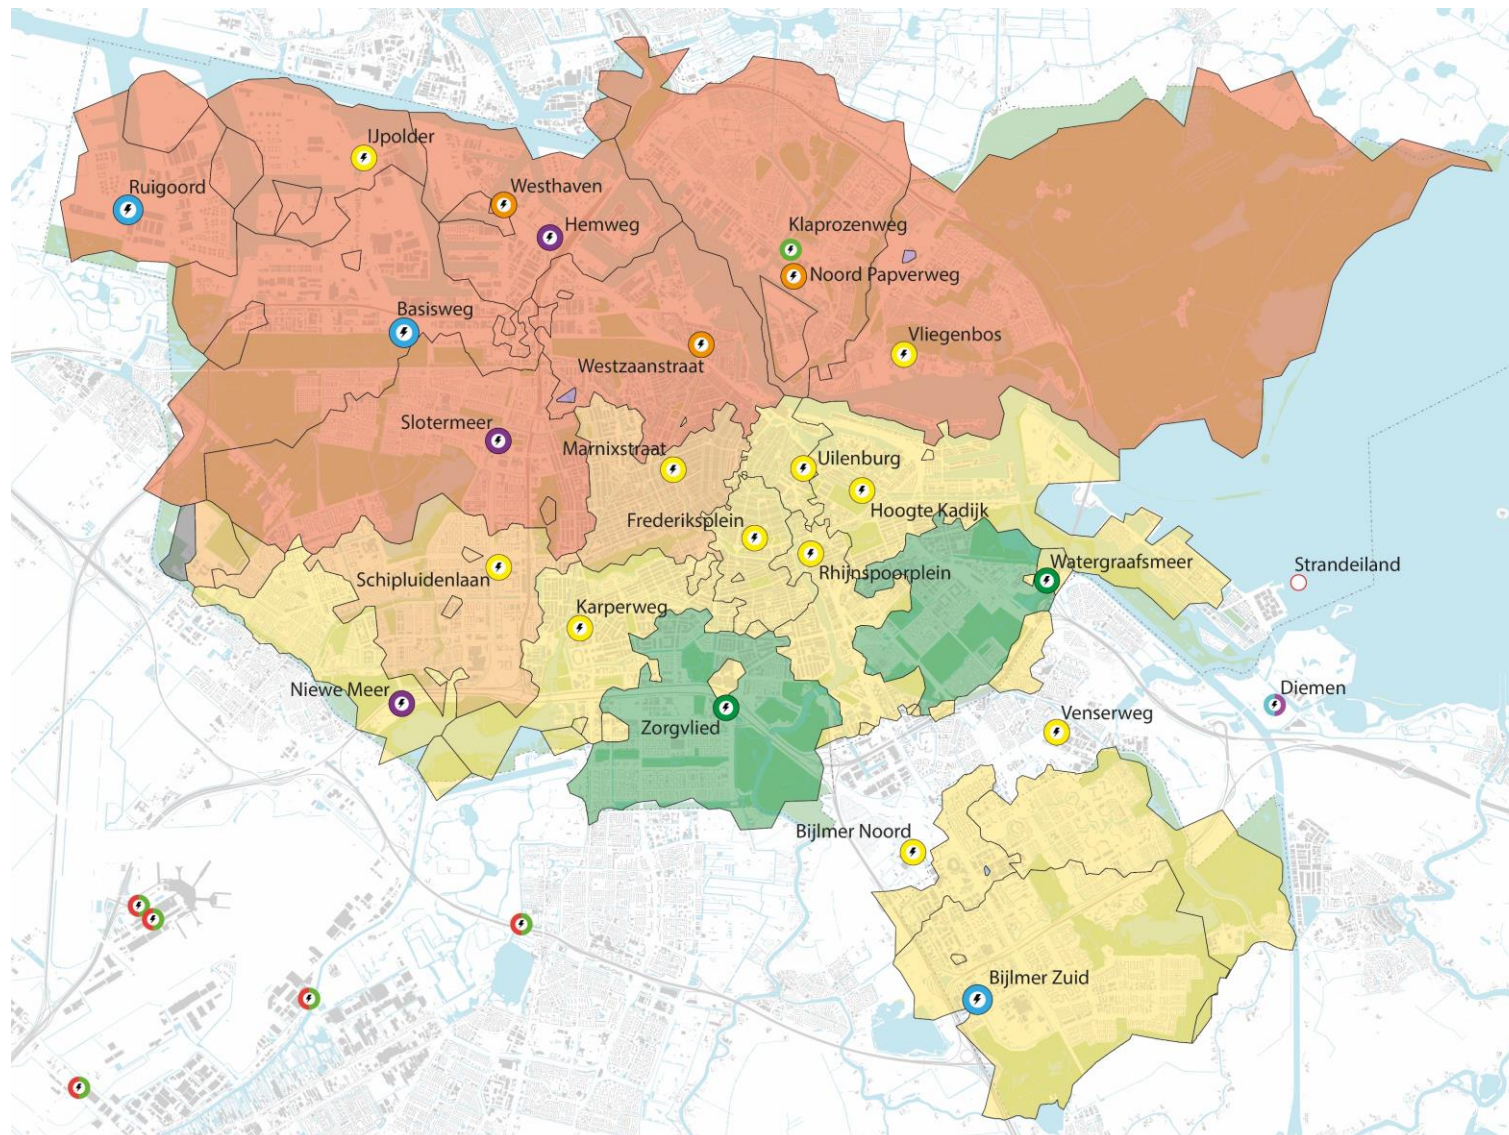 IJpolder
Ruigoord
Westhaven
Hemweg
Klaprozenweg
Noord Papverweg
Basisweg
Vliegenbos
Westzaanstraat
Slotermeer
Marnixstraat
Uilenburg
Hoogte Kadijk
Frederiksplein
Rhijnspoorplein
Watergraafsmeer
Strandeiland
Schipluidenlaan
Karperweg
Niewe Meer
Diemen
Zorgvlied
Venserweg
Bijlmer Noord
Bijlmer Zuid